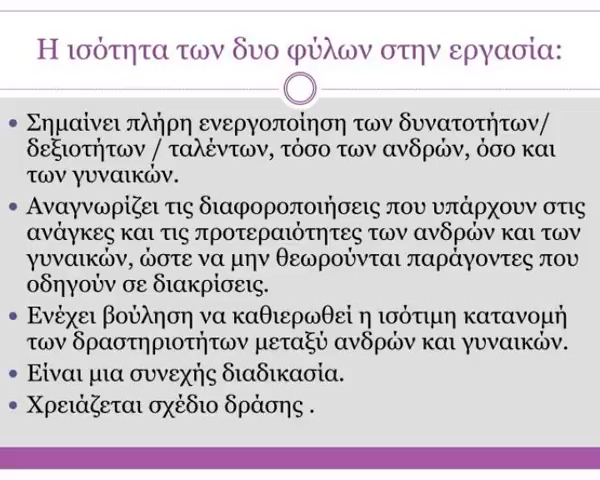 Η ισότητα των δυο φύλων στην εργασία:
• Σημαίνει πλήρη ενεργοποίηση των δυνατοτήτων/
δεξιοτήτων / ταλέντων, τόσο των ανδρών, όσο και
των γυναικών.
• Αναγνωρίζει τις διαφοροποιήσεις που υπάρχουν στις
ανάγκες και τις προτεραιότητες των ανδρών και των
γυναικών, ώστε να μην θεωρούνται παράγοντες που
οδηγούν σε διακρίσεις.
• Ενέχει βούληση να καθιερωθεί η ισότιμη κατανομή
των δραστηριοτήτων μεταξύ ανδρών και γυναικών.
• Είναι μια συνεχής διαδικασία.
• Χρειάζεται σχέδιο δράσης .